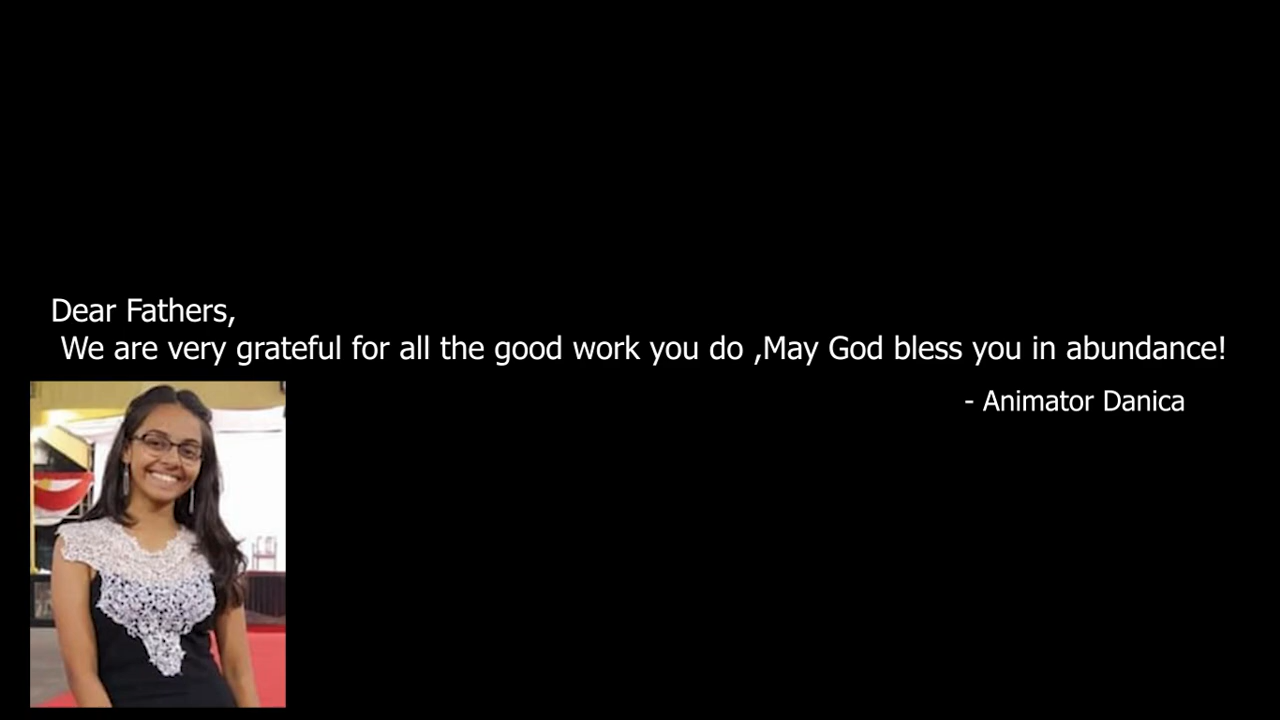 Dear Fathers,
We are very grateful for all the good work you do ,May God bless you in abundance!
- Animator Danica